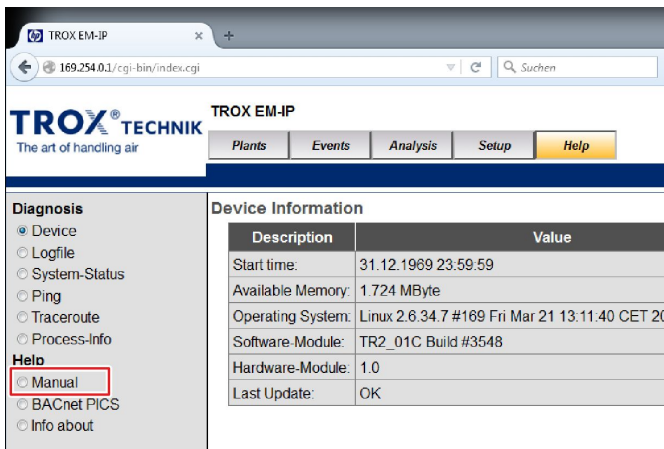 TROX EM-IP
169.254.0.1/cgi-bin/index.cgi
Suchen
TROX® TECHNIK
The art of handling air
TROX EM-IP
Plants Events Analysis Setup Help
Diagnosis
Device
Logfile
System-Status
Ping
Traceroute
Process-Info
Help
Manual
BACnet PICS
Info about
Device Information
Description Value
Start time: 31.12.1969 23:59:59
Available Memory: 1.724 MByte
Operating System: Linux 2.6.34.7 #169 Fri Mar 21 13:11:40 CET 20
Software-Module: TR2_01C Build #3548
Hardware-Module: 1.0
Last Update: OK